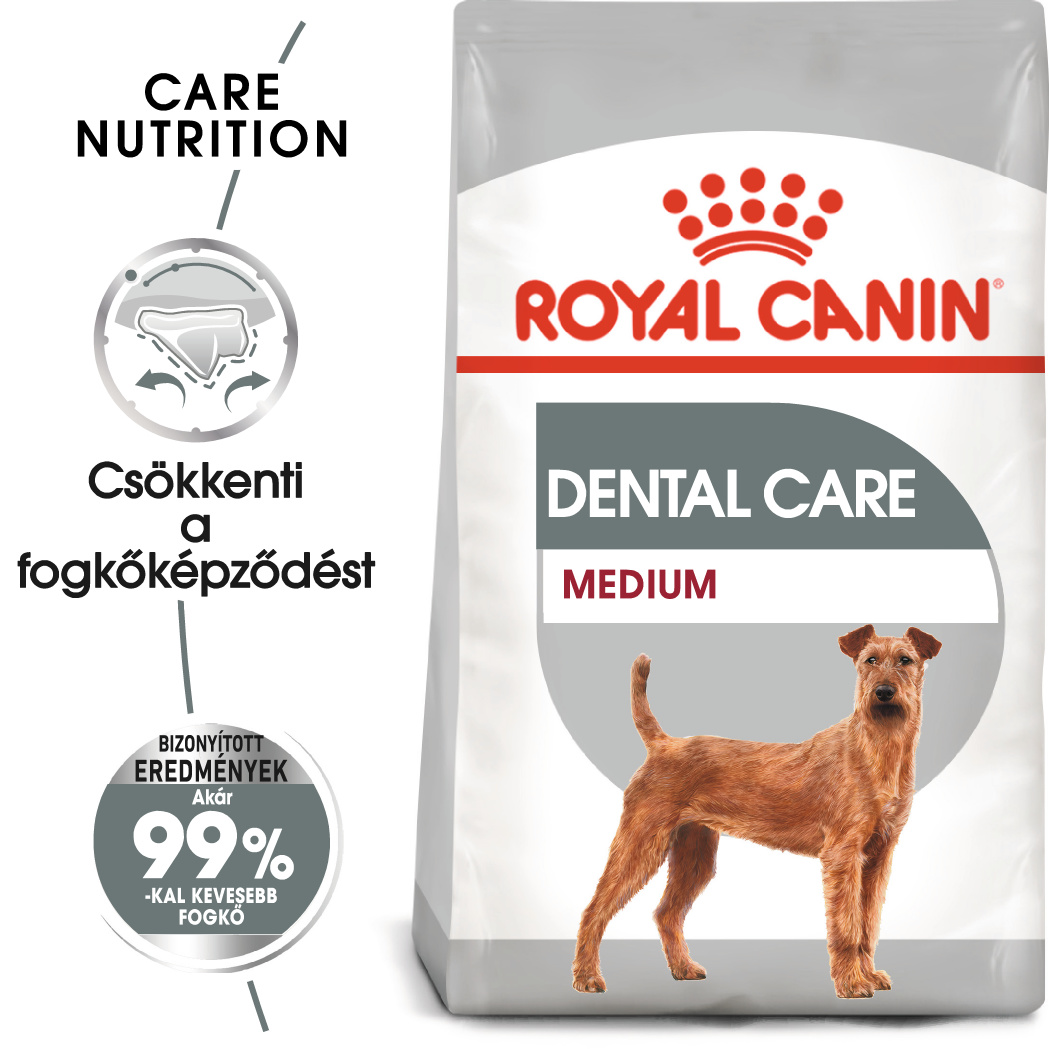 CARE
NUTRITION
Csökkenti
a
fogkőképződést
BIZONYÍTOTT
EREDMÉNYEK
Akár
99%
-KAL KEVESEBB
FOGKŐ
ROYAL CANIN®
DENTAL CARE
MEDIUM